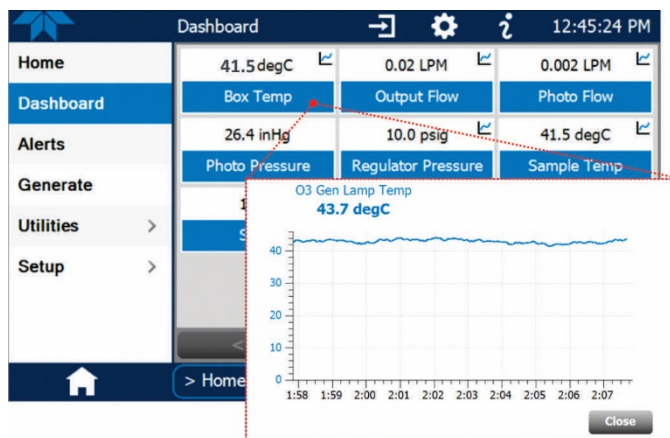 Dashboard
12:45:24 PM
Home
Dashboard
Alerts
Generate
Utilities >
Setup >
41.5 degC
Box Temp
0.02 LPM
Output Flow
0.002 LPM
Photo Flow
26.4 inHg
Photo Pressure
10.0 psig
Regulator Pressure
41.5 degC
Sample Temp
1
S
<
> Home
O3 Gen Lamp Temp
43.7 degC
40
30
20
10
0
1:58 1:59 2:00 2:01 2:02 2:03 2:04 2:05 2:06 2:07
Close